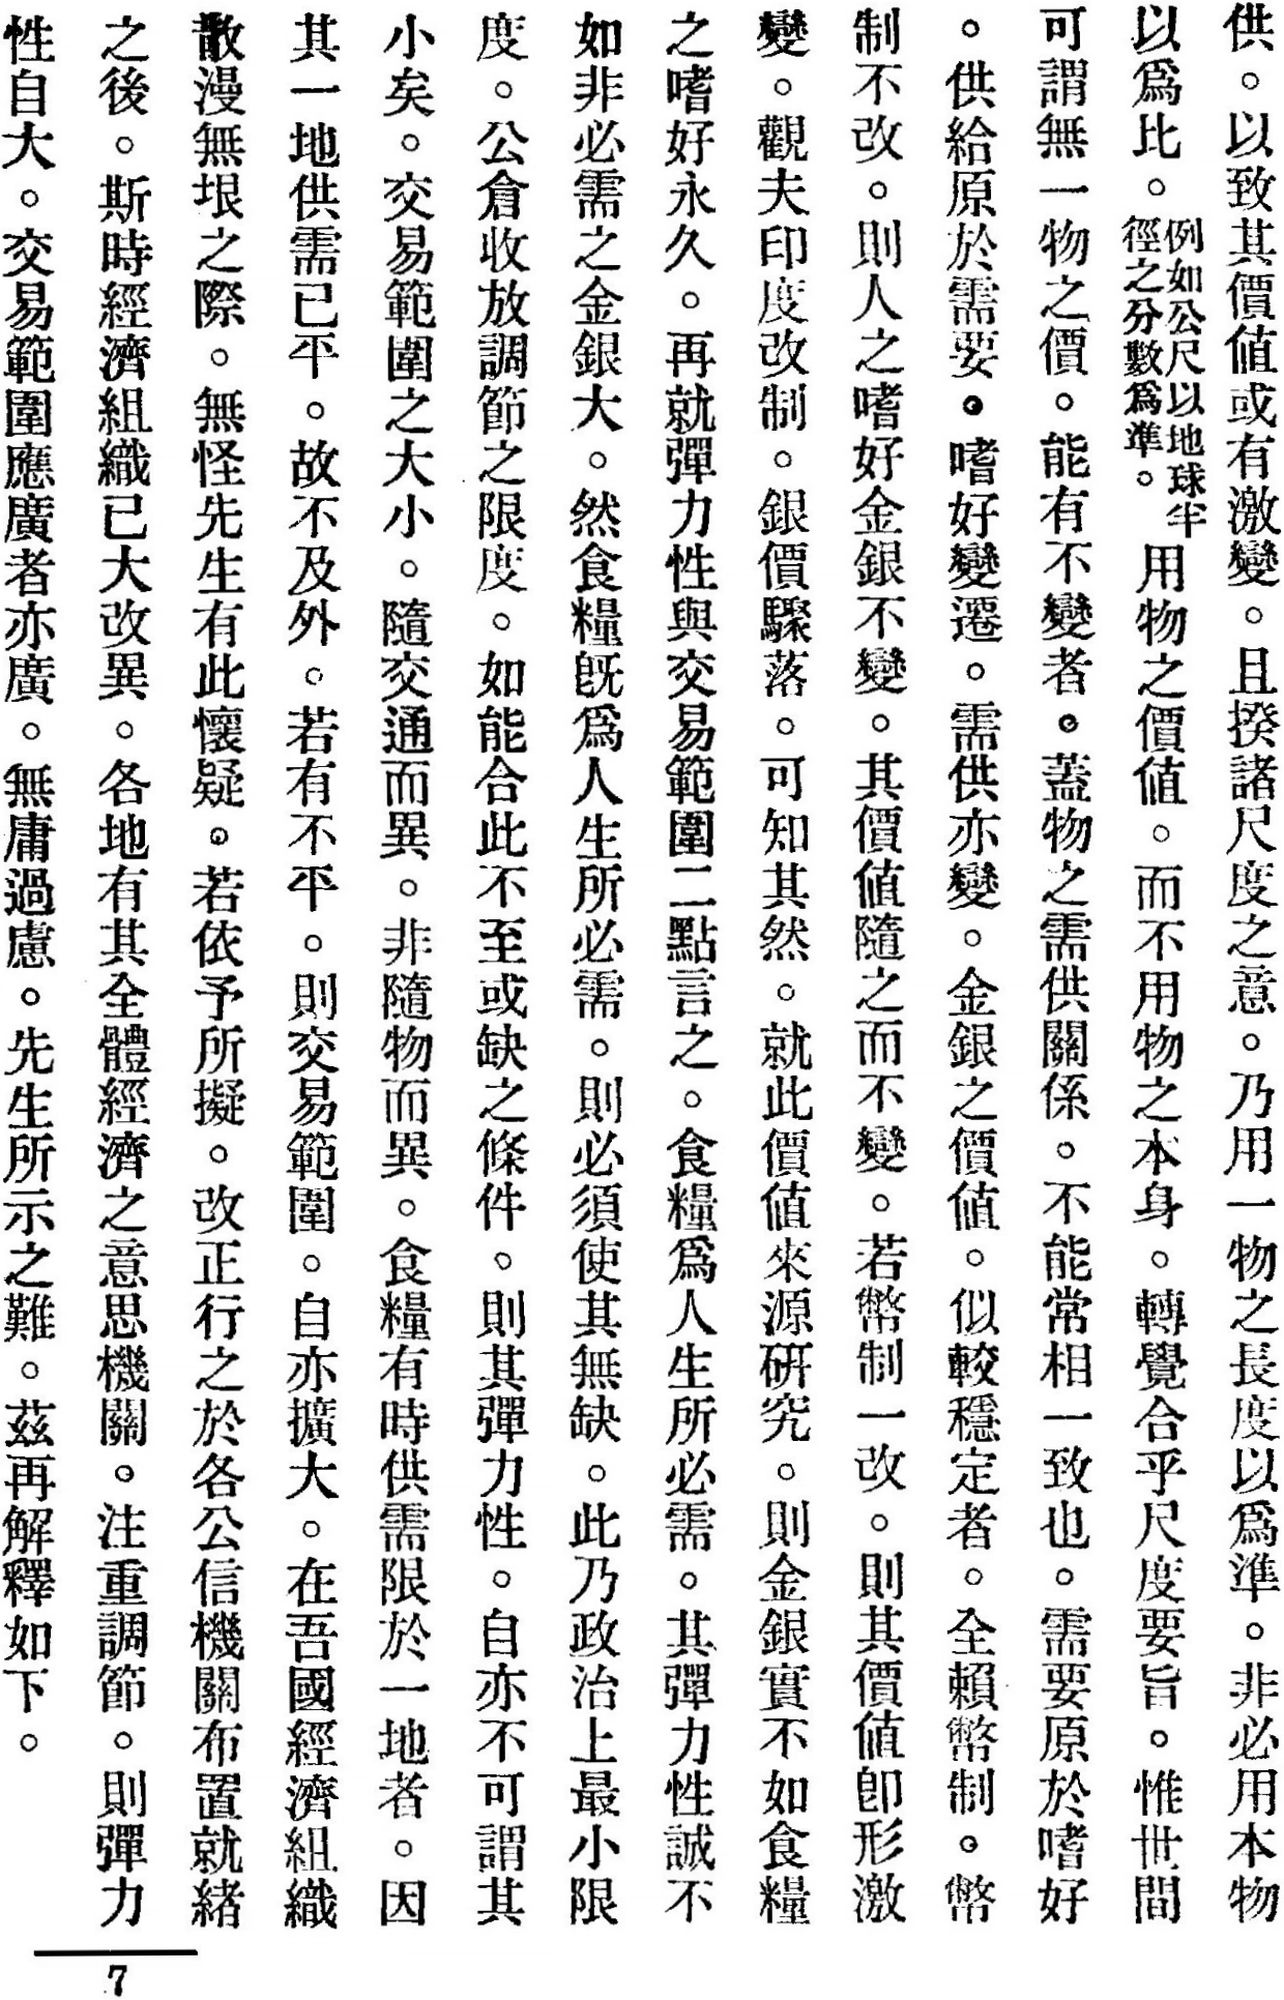 供。以致其價値或有激變。且揆諸尺度之意。乃用一物之長度以爲準。非必用本物
以爲比。例如公尺以地球半徑之分數爲準。用物之價値。而不用物之本身。轉覺合乎尺度要旨。惟世間
可謂無一物之價。能有不變者。蓋物之需供關係。不能常相一致也。需要原於嗜好
。供給原於需要。嗜好變遷。需供亦變。金銀之價値。似較穩定者。全賴幣制。幣
制不改。則人之嗜好金銀不變。其價値隨之而不變。若幣制一改。則其價値卽形激
變。觀夫印度改制。銀價驟落。可知其然。就此價値來源硏究。則金銀實不如食糧
之嗜好永久。再就彈力性與交易範圍二點言之。食糧爲人生所必需。其彈力性誠不
如非必需之金銀大。然食糧旣爲人生所必需。則必須使其無缺。此乃政治上最小限
度。公倉收放調節之限度。如能合此不至或缺之條件。則其彈力性。自亦不可謂其
小矣。交易範圍之大小。隨交通而異。非隨物而異。食糧有時供需限於一地者。因
其一地供需已平。故不及外。若有不平。則交易範圍。自亦擴大。在吾國經濟組織
散漫無垠之際。無怪先生有此懷疑。若依予所擬。改正行之於各公信機關布置就緒
之後。斯時經濟組織已大改異。各地有其全體經濟之意思機關。注重調節。則彈力
性自大。交易範圍應廣者亦廣。無庸過慮。先生所示之難。茲再解釋如下。
7